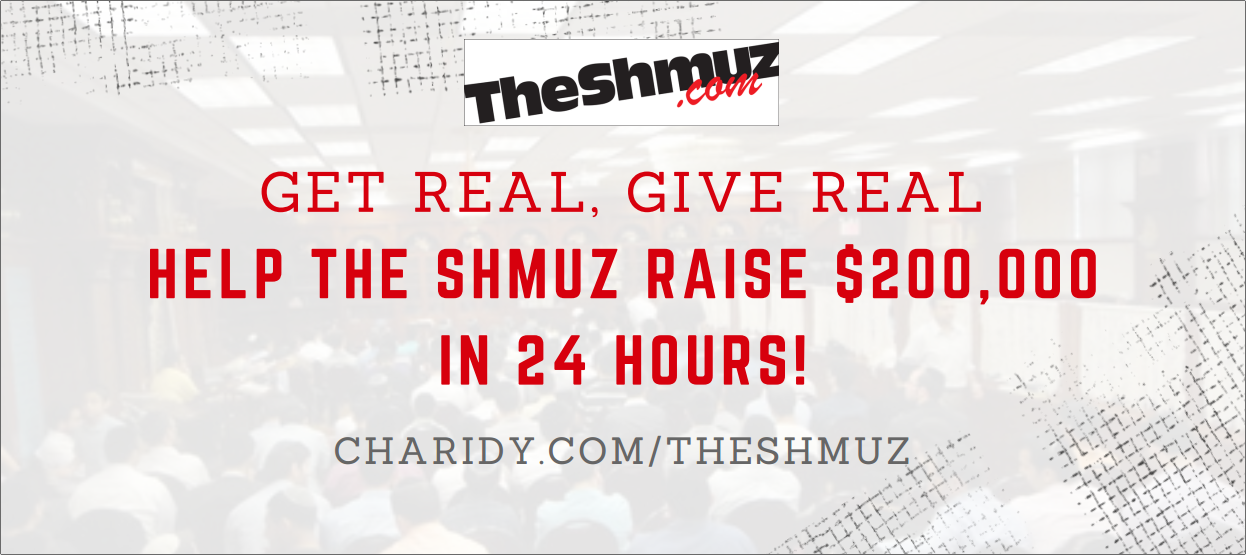 TheShmuz
.com
GET REAL, GIVE REAL
HELP THE SHMUZ RAISE $200,000
IN 24 HOURS!
CHARIDY.COM/THESHMUZ